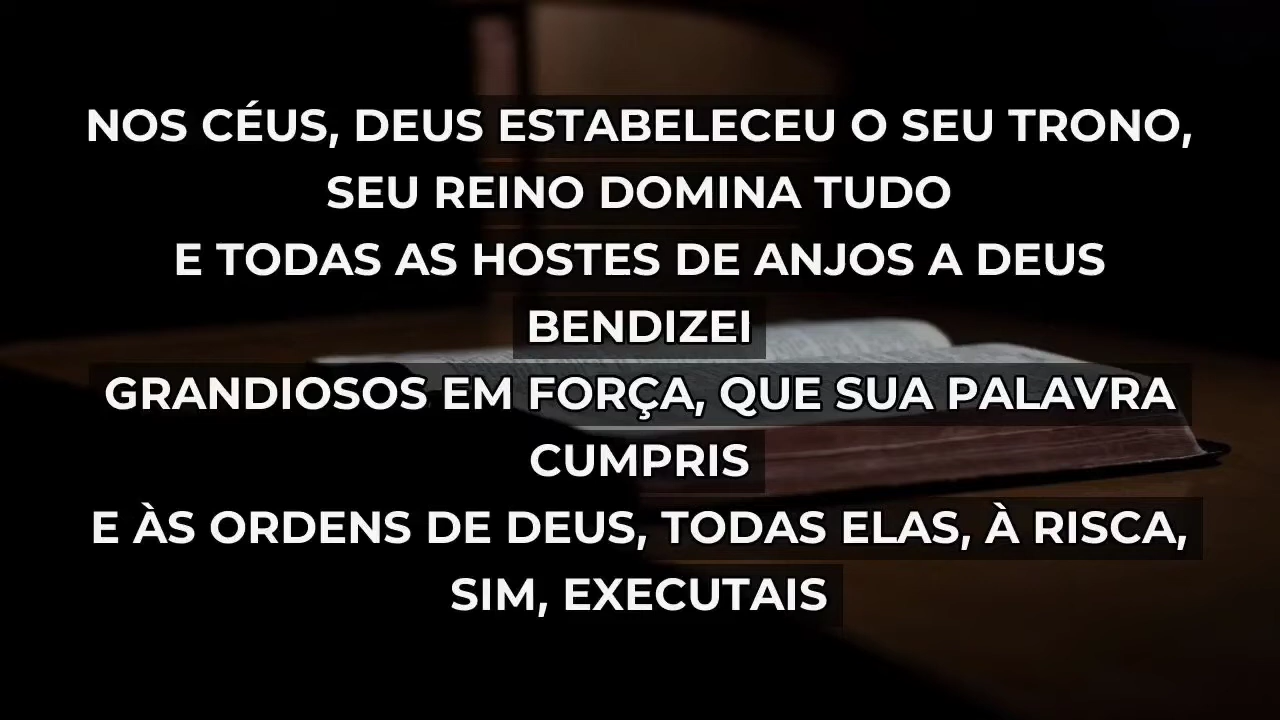 NOS CÉUS, DEUS ESTABELECEU O SEU TRONO,
SEU REINO DOMINA TUDO
E TODAS AS HOSTES DE ANJOS A DEUS
BENDIZEI
GRANDIOSOS EM FORÇA, QUE SUA PALAVRA
CUMPRIS
E ÀS ORDENS DE DEUS, TODAS ELAS, À RISCA,
SIM, EXECUTAIS